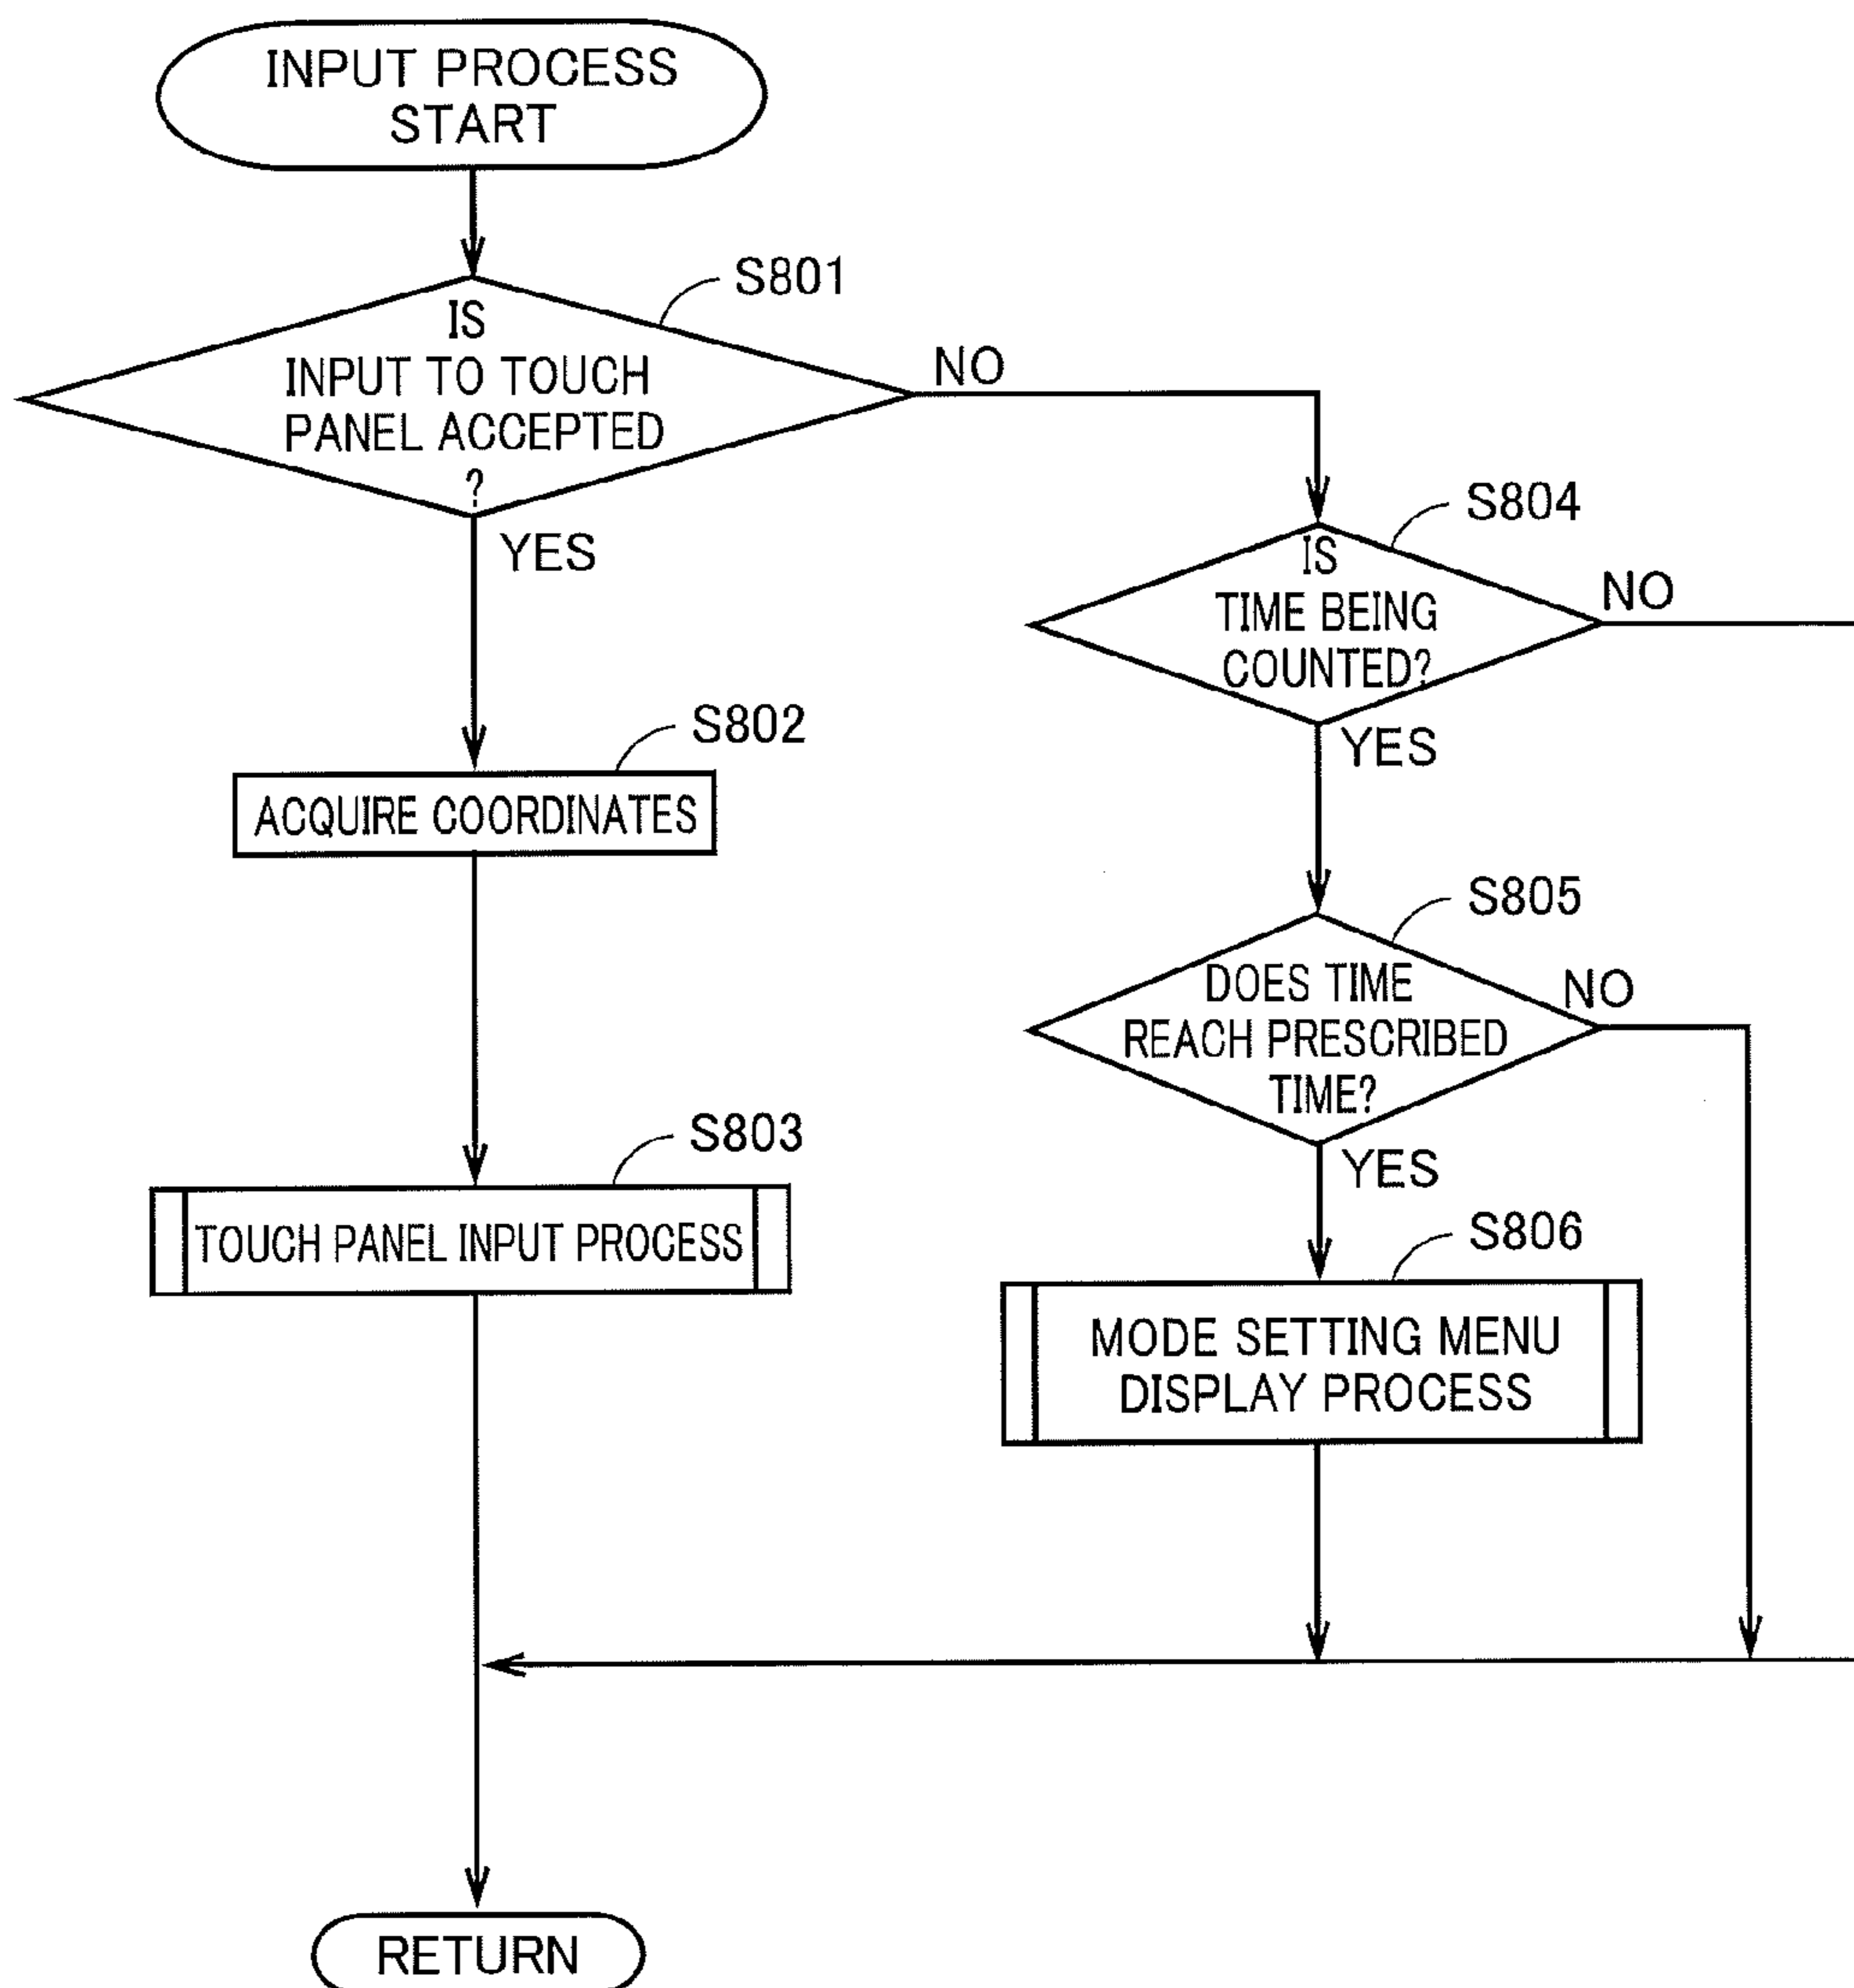 INPUT PROCESS
START
S801
IS
INPUT TO TOUCH
PANEL ACCEPTED
?
NO
YES
S802
ACQUIRE COORDINATES
S803
TOUCH PANEL INPUT PROCESS
S804
IS
TIME BEING
COUNTED?
NO
YES
S805
DOES TIME
REACH PRESCRIBED
TIME?
NO
YES
S806
MODE SETTING MENU
DISPLAY PROCESS
RETURN